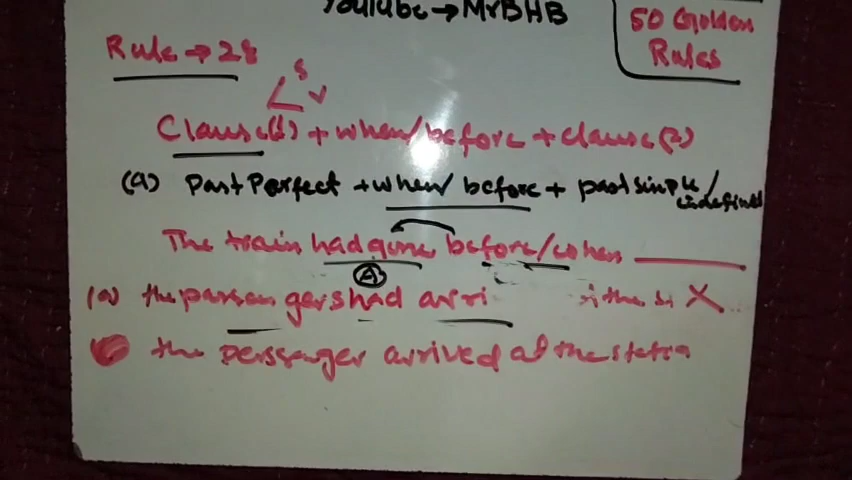 YouTube → MrBHB
50 Golden
Rules
Rule → 28
S
V
Clause(1) + when/before + clause(2)
(a) Past Perfect + when/before + past simple/
indefinite
The train had gone before/when
A
(a) the passengers had arri
X
the perssenger arrived at the station